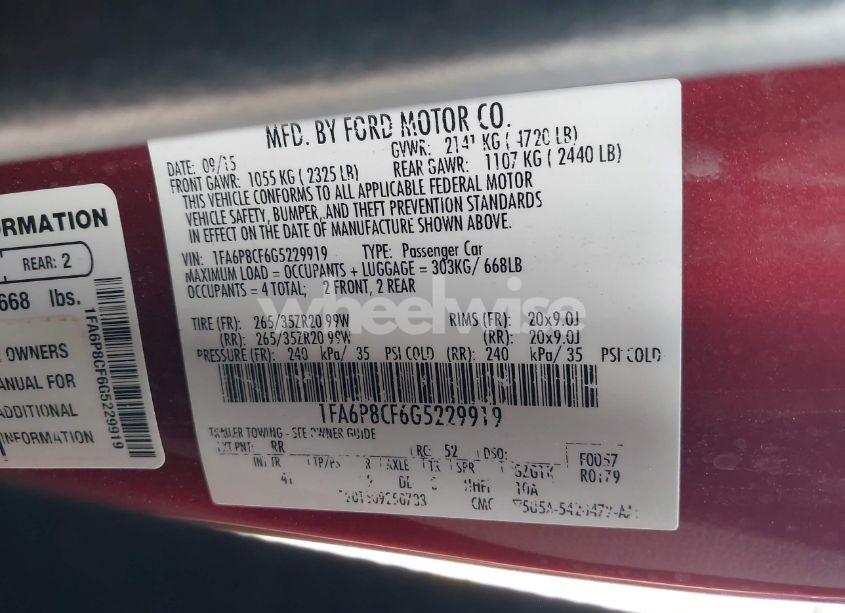 MFD. BY FORD MOTOR CO.
DATE: 09/15 GVWR: 2141 KG ( 4720 LB)
FRONT GAWR: 1055 KG ( 2325 LB) REAR GAWR: 1107 KG ( 2440 LB)
THIS VEHICLE CONFORMS TO ALL APPLICABLE FEDERAL MOTOR
VEHICLE SAFETY, BUMPER, AND THEFT PREVENTION STANDARDS
IN EFFECT ON THE DATE OF MANUFACTURE SHOWN ABOVE.
VIN: 1FA6P8CF6G5229919 TYPE: Passenger Car
MAXIMUM LOAD = OCCUPANTS + LUGGAGE = 303KG/ 668LB
OCCUPANTS = 4 TOTAL; 2 FRONT, 2 REAR
TIRE (FR): 265/35ZR20 99W RIMS (FR): 20x9.0J
(RR): 265/35ZR20 99W (RR): 20x9.0J
PRESSURE (FR): 240 kPa/ 35 PSI COLD (RR): 240 kPa/ 35 PSI COLD
1FA6P8CF6G5229919
TRAILER TOWING - SEE OWNER GUIDE
EXT PNT: RR RC: 52 DSO: F0057
R0179
wheelwise
ORMATION
REAR: 2
668 lbs.
OWNERS
MANUAL FOR
ADDITIONAL
INFORMATION
1FA6P8CF6G5229919